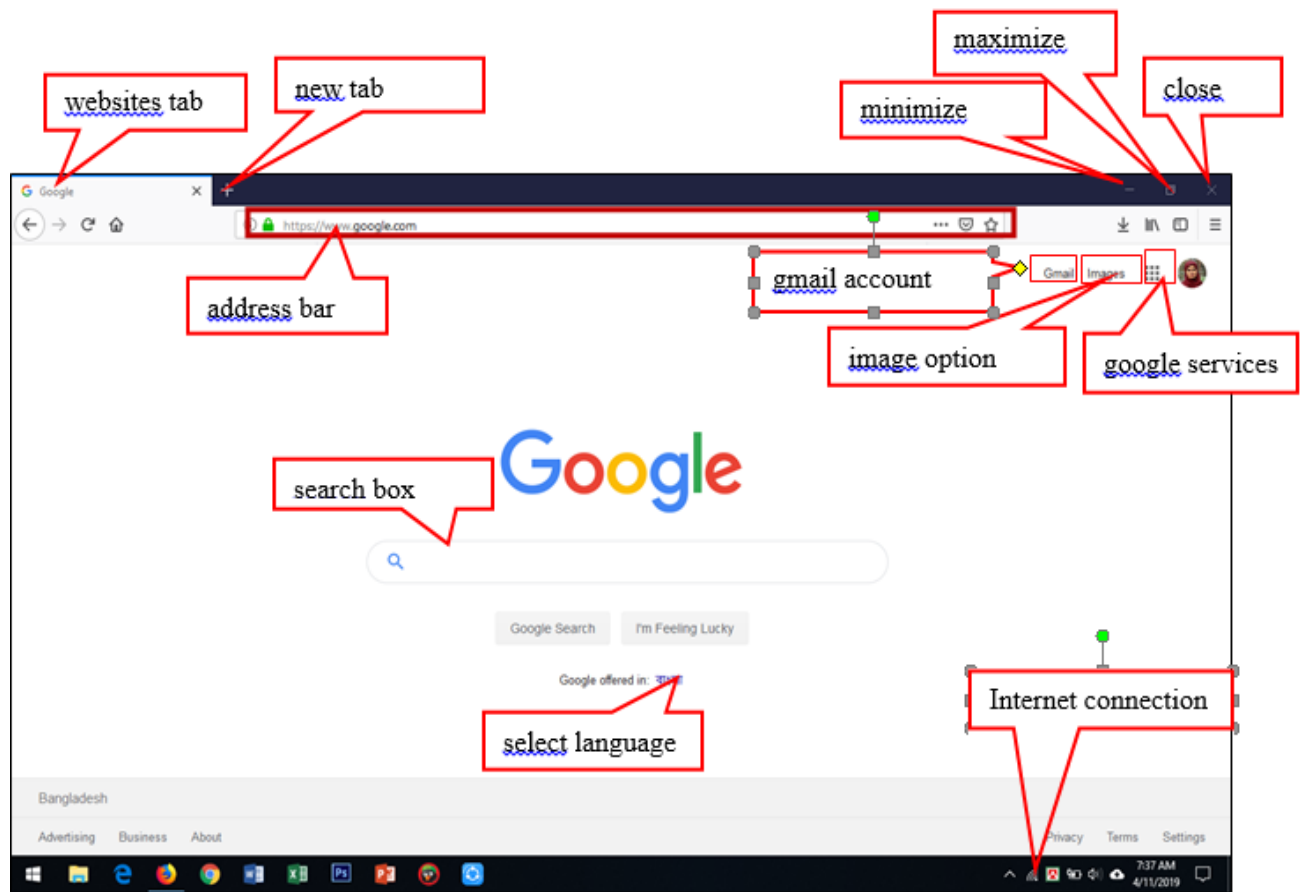 maximize
websites tab
new tab
close
minimize
Google
https://www.google.com
gmail account
Gmail Images
address bar
image option
google services
Google
search box
Google Search I'm Feeling Lucky
Google offered in:
Internet connection
select language
Bangladesh
Advertising Business About
Privacy Terms Settings
7:37 AM
4/11/2019